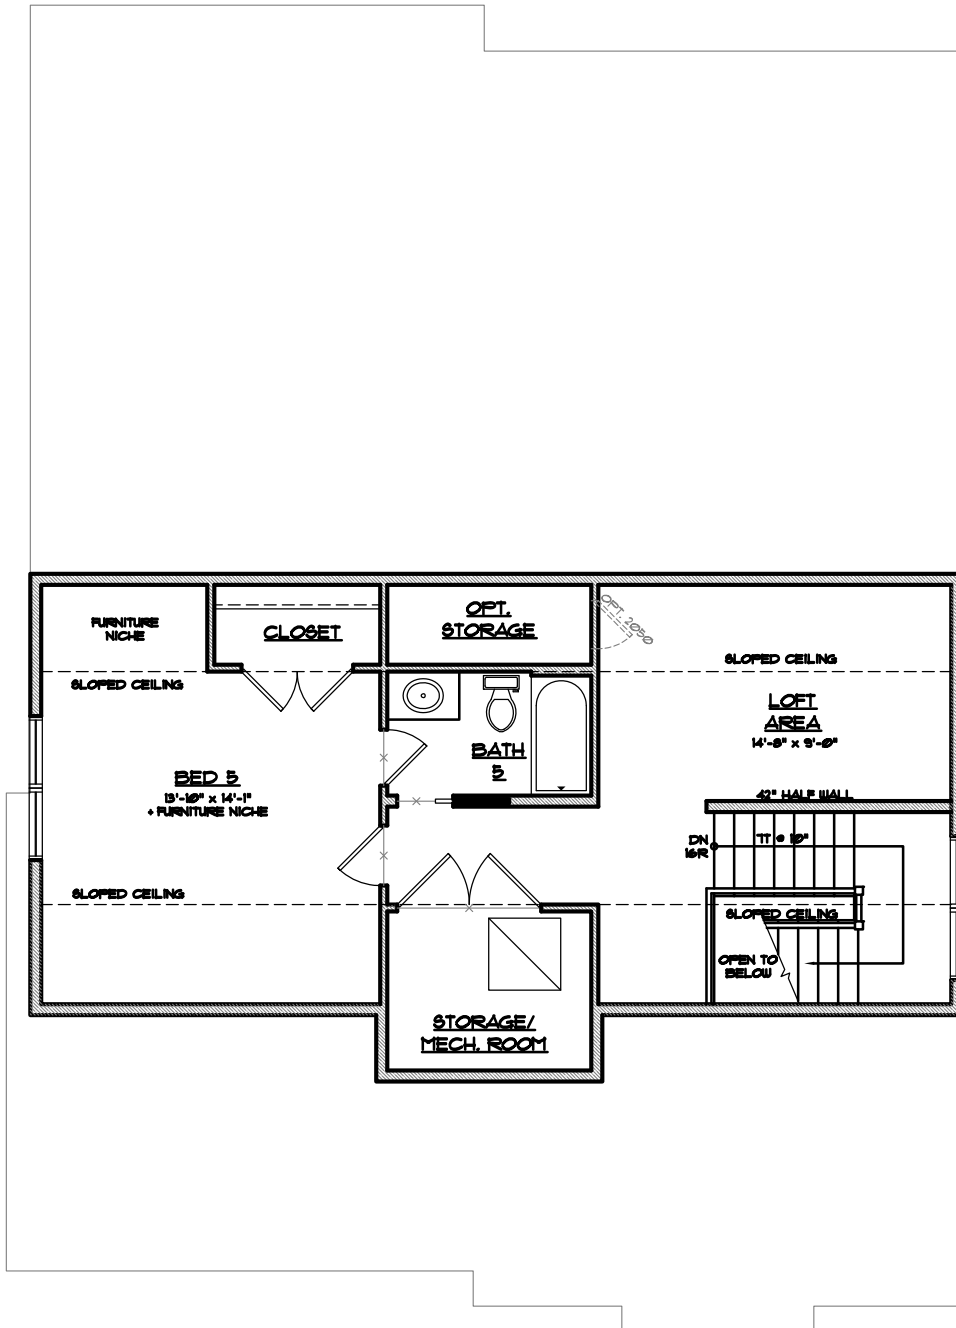 FURNITURE
NICHE
CLOSET
OPT.
STORAGE
OPT. 2050
SLOPED CEILING
SLOPED CEILING
LOFT
AREA
14'-8" x 9'-0"
BATH
5
BED 5
13'-10" x 14'-1"
+ FURNITURE NICHE
42" HALF WALL
DN
16R
TT @ 10"
SLOPED CEILING
SLOPED CEILING
OPEN TO
BELOW
STORAGE/
MECH. ROOM